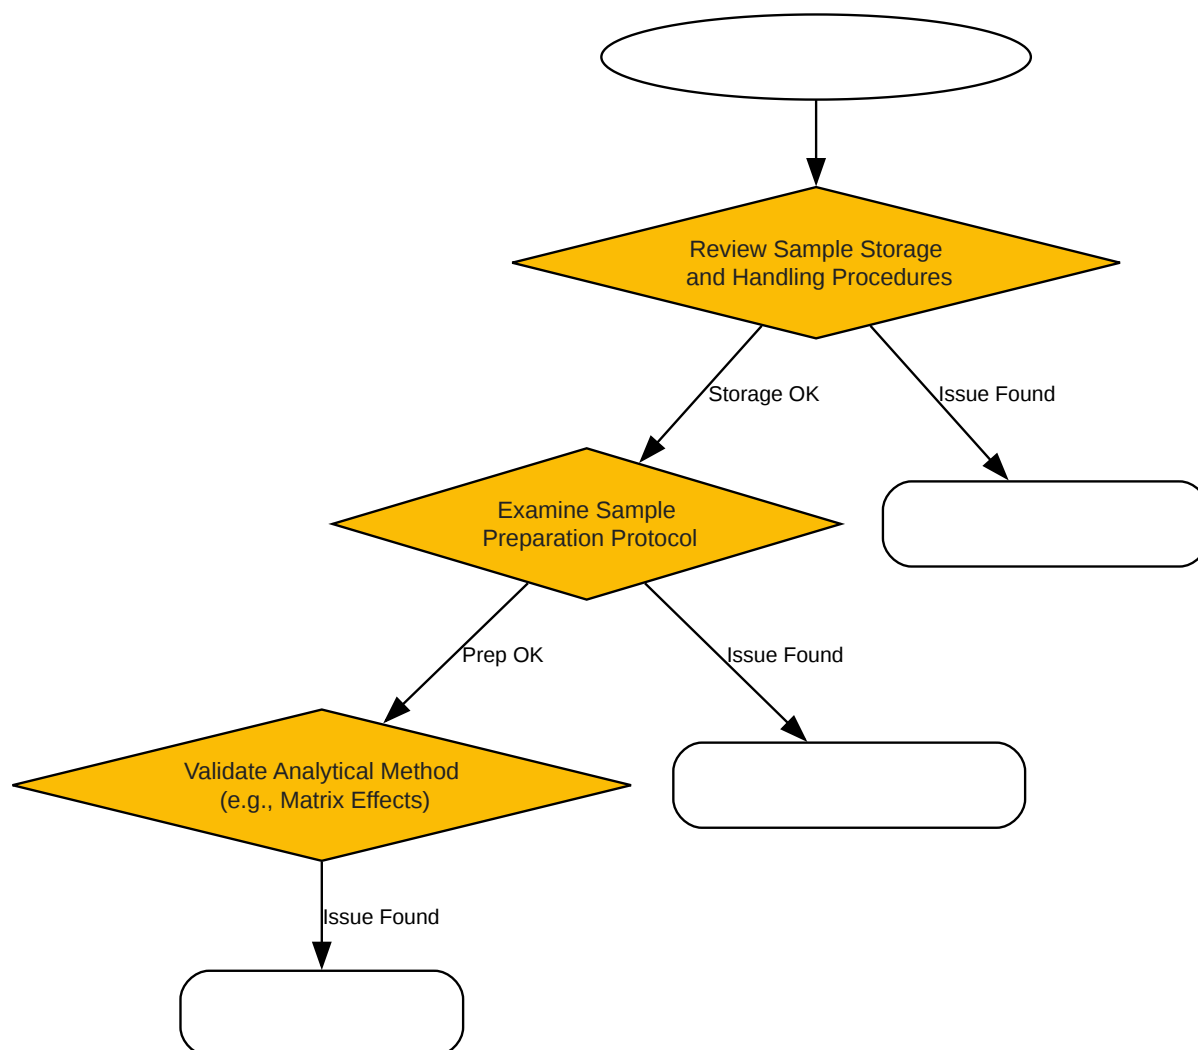 Review Sample Storage
and Handling Procedures
Storage OK
Issue Found
Examine Sample
Preparation Protocol
Prep OK
Issue Found
Validate Analytical Method
(e.g., Matrix Effects)
Issue Found